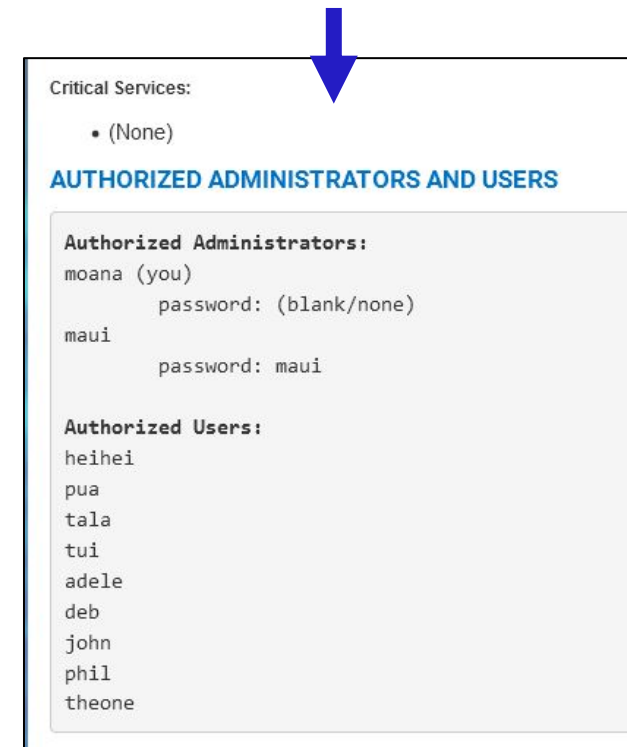 Critical Services:
• (None)
AUTHORIZED ADMINISTRATORS AND USERS
Authorized Administrators:
moana (you)
password: (blank/none)
maui
password: maui
Authorized Users:
heihei
pua
tala
tui
adele
deb
john
phil
theone